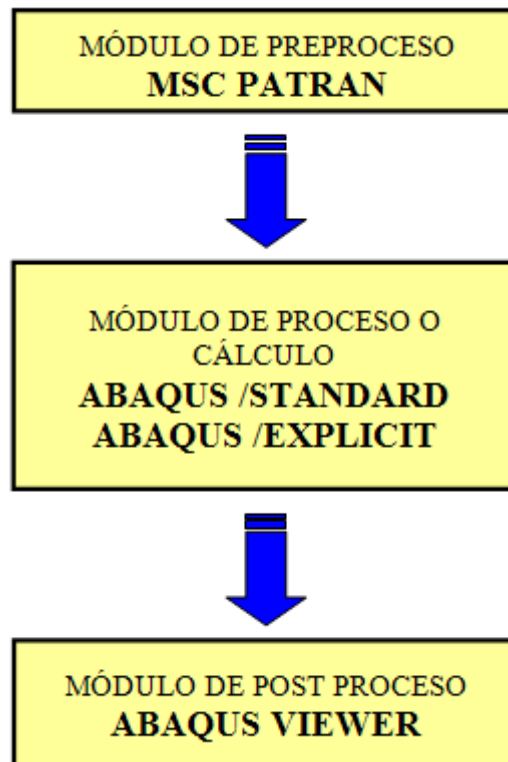 MÓDULO DE PREPROCESO
MSC PATRAN
MÓDULO DE PROCESO O
CÁLCULO
ABAQUS /STANDARD
ABAQUS /EXPLICIT
MÓDULO DE POST PROCESO
ABAQUS VIEWER